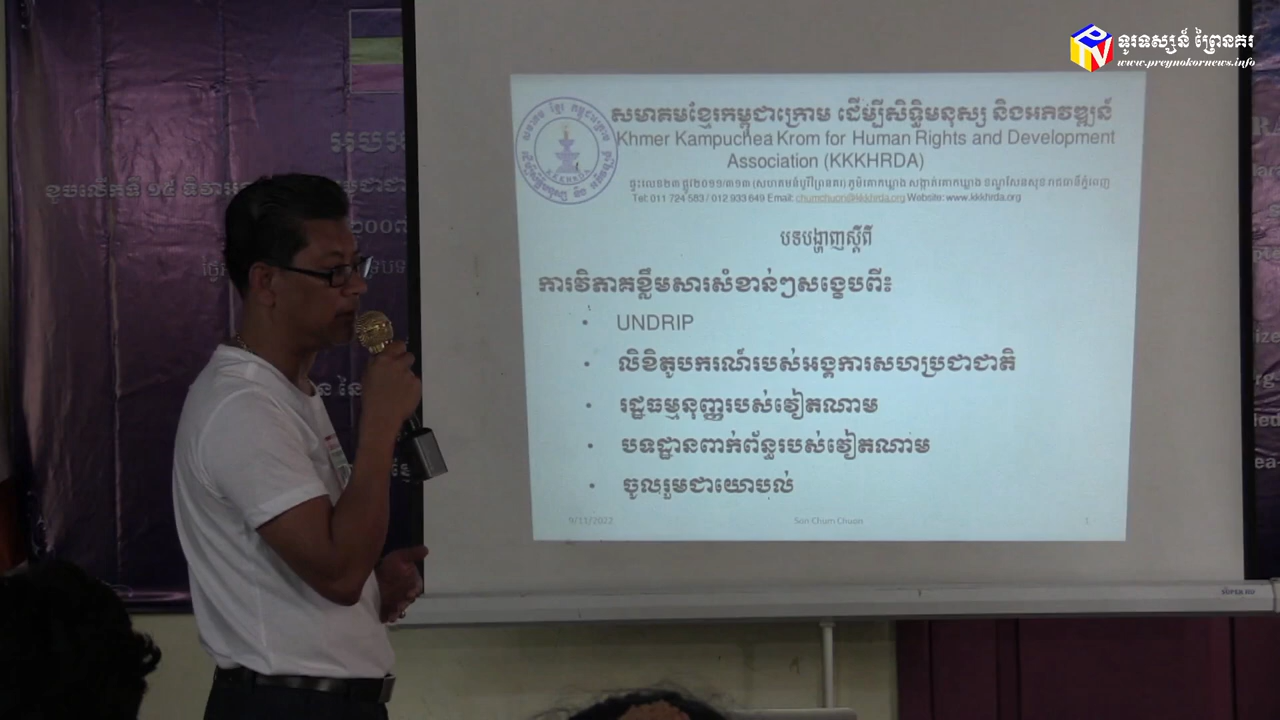 ទូរទស្សន៍ ព្រៃនគរ
www.preynokornews.info
សមាគមខ្មែរកម្ពុជាក្រោម ដើម្បីសិទ្ធិមនុស្ស និងអភិវឌ្ឍន៍
Khmer Kampuchea Krom for Human Rights and Development
Association (KKKHRDA)
Tel: 011 724 583 / 012 933 649 Email: chumchuon@kkkhrda.org Website: www.kkkhrda.org
បទបង្ហាញស្តីពី
ការវិភាគខ្លឹមសារសំខាន់ៗសង្ខេបពី៖
• UNDRIP
• លិខិតូបករណ៍របស់អង្គការសហប្រជាជាតិ
• រដ្ឋធម្មនុញ្ញរបស់វៀតណាម
• បទដ្ឋានពាក់ព័ន្ធរបស់វៀតណាម
• ចូលរួមជាយោបល់
9/11/2022 Son Chum Chuon 1